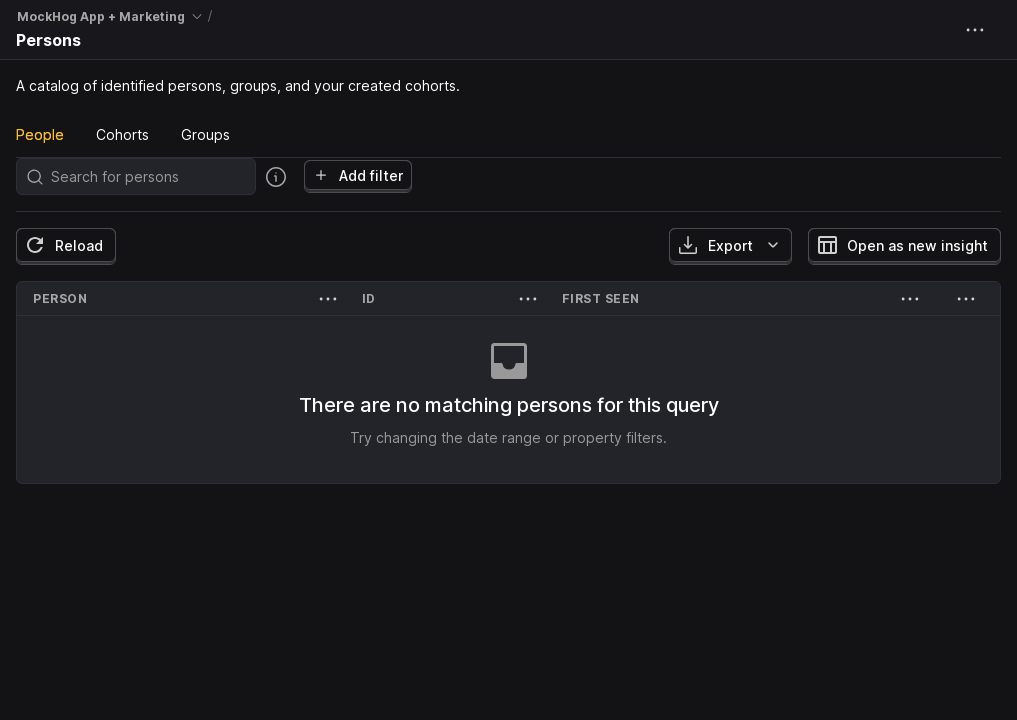 MockHog App + Marketing /
Persons
A catalog of identified persons, groups, and your created cohorts.
People Cohorts Groups
Search for persons Add filter
Reload Export Open as new insight
PERSON ID FIRST SEEN
There are no matching persons for this query
Try changing the date range or property filters.